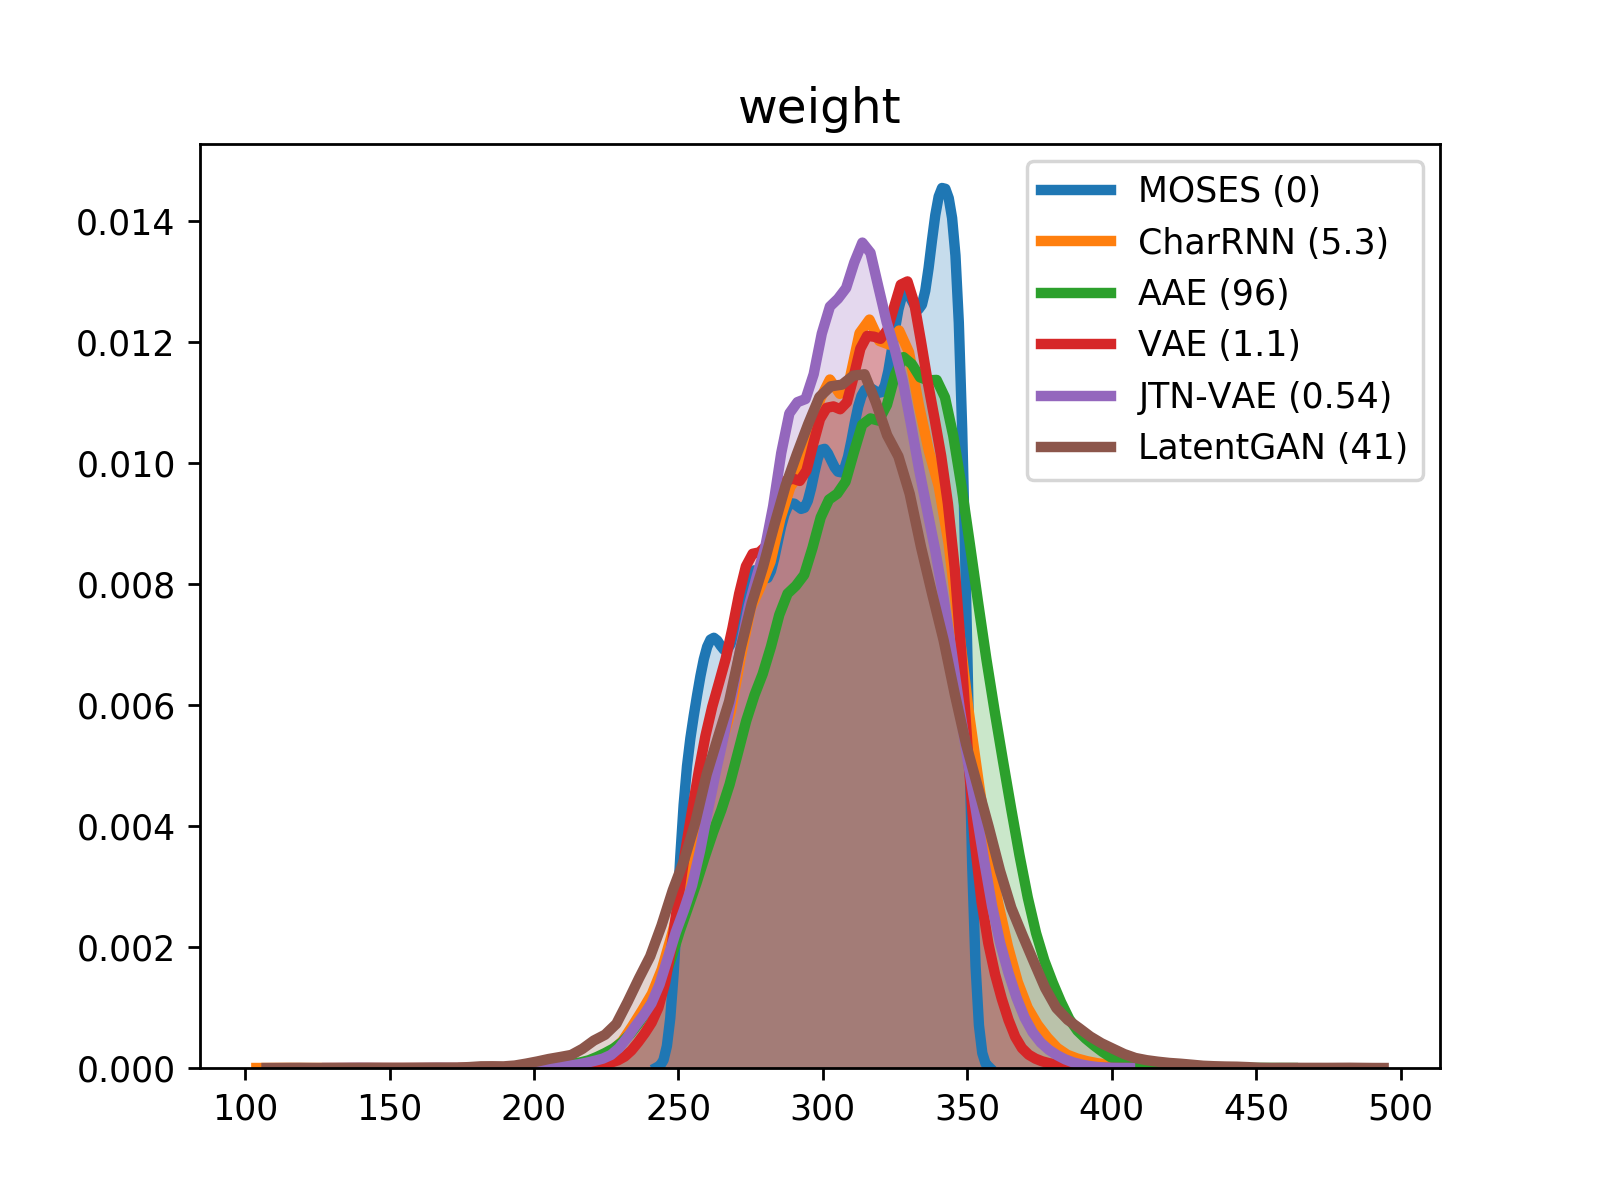 weight
MOSES (0)
CharRNN (5.3)
AAE (96)
VAE (1.1)
JTN-VAE (0.54)
LatentGAN (41)
0.014
0.012
0.010
0.008
0.006
0.004
0.002
0.000
100 150 200 250 300 350 400 450 500